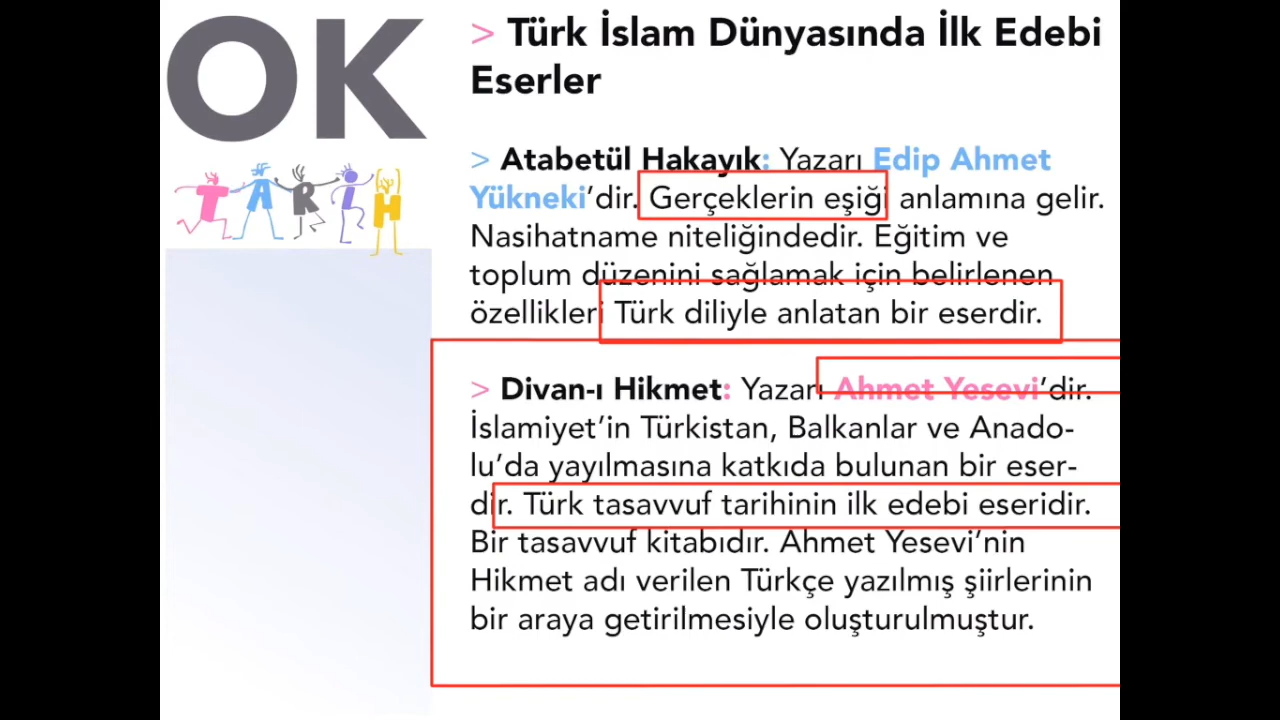 OK
TARH
> Türk İslam Dünyasında İlk Edebi
Eserler
> Atabetül Hakayık: Yazarı Edip Ahmet
Yükneki’dir. Gerçeklerin eşiği anlamına gelir.
Nasihatname niteliğindedir. Eğitim ve
toplum düzenini sağlamak için belirlenen
özellikleri Türk diliyle anlatan bir eserdir.
> Divan-ı Hikmet: Yazarı Ahmet Yesevi’dir.
İslamiyet’in Türkistan, Balkanlar ve Anado-
lu’da yayılmasına katkıda bulunan bir eser-
dir. Türk tasavvuf tarihinin ilk edebi eseridir.
Bir tasavvuf kitabıdır. Ahmet Yesevi’nin
Hikmet adı verilen Türkçe yazılmış şiirlerinin
bir araya getirilmesiyle oluşturulmuştur.